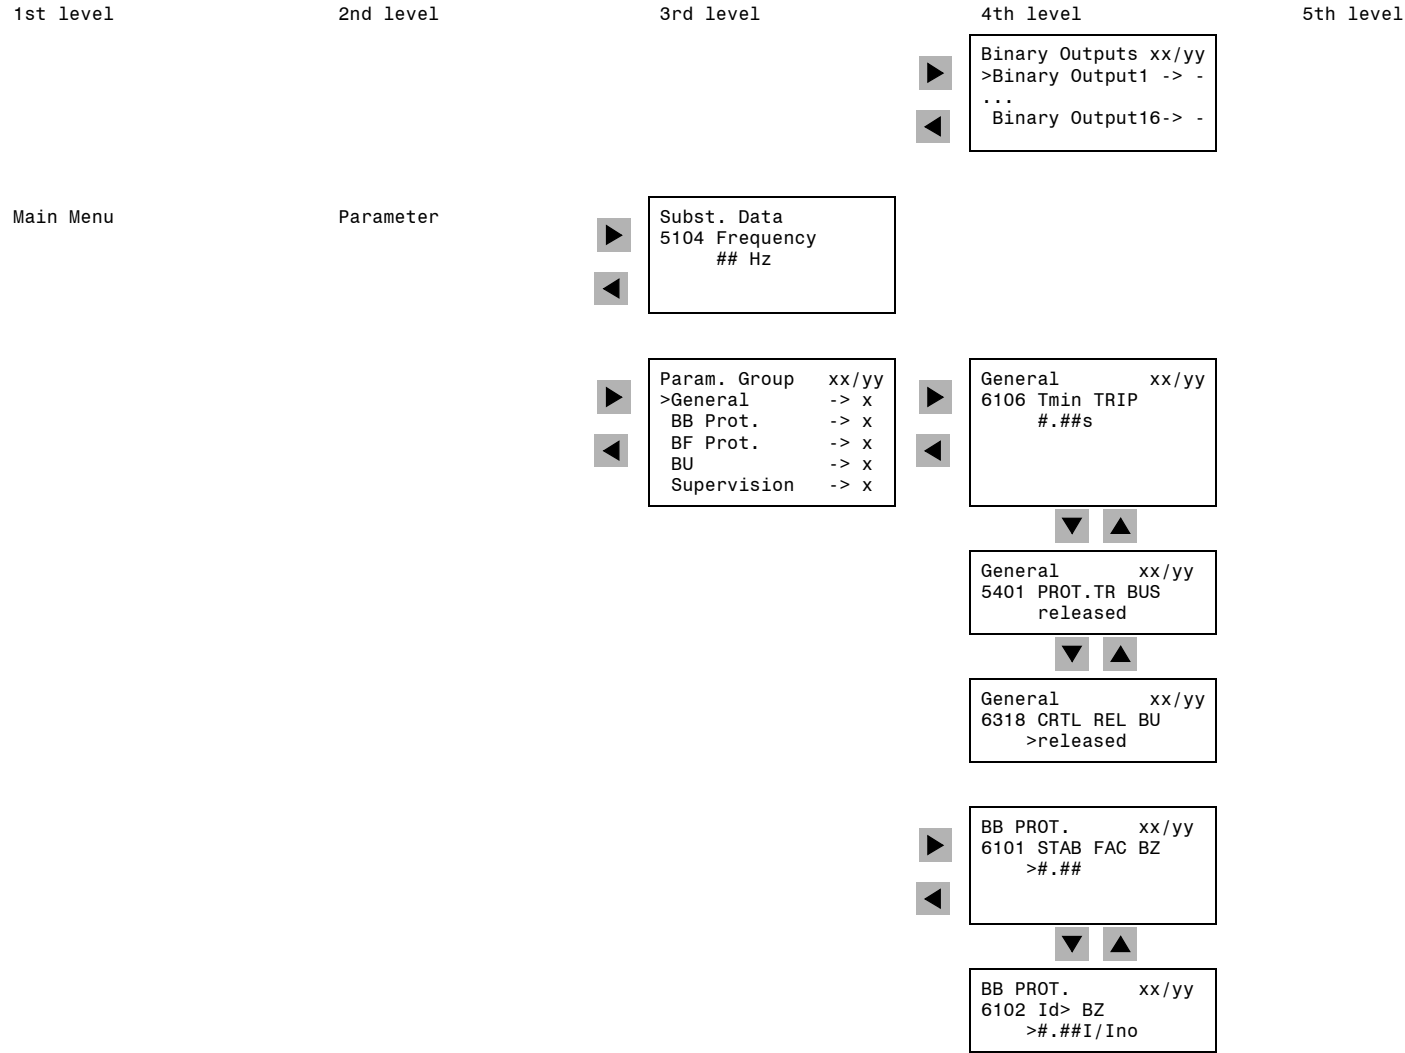 1st level 2nd level 3rd level 4th level 5th level
Binary Outputs xx/yy
>Binary Output1 -> -
...
Binary Output16-> -
Main Menu Parameter
Subst. Data
5104 Frequency
## Hz
Param. Group xx/yy
>General -> x
BB Prot. -> x
BF Prot. -> x
BU -> x
Supervision -> x
General xx/yy
6106 Tmin TRIP
#.##s
General xx/yy
5401 PROT.TR BUS
released
General xx/yy
6318 CRTL REL BU
>released
BB PROT. xx/yy
6101 STAB FAC BZ
>#.##
BB PROT. xx/yy
6102 Id> BZ
>#.##I/Ino